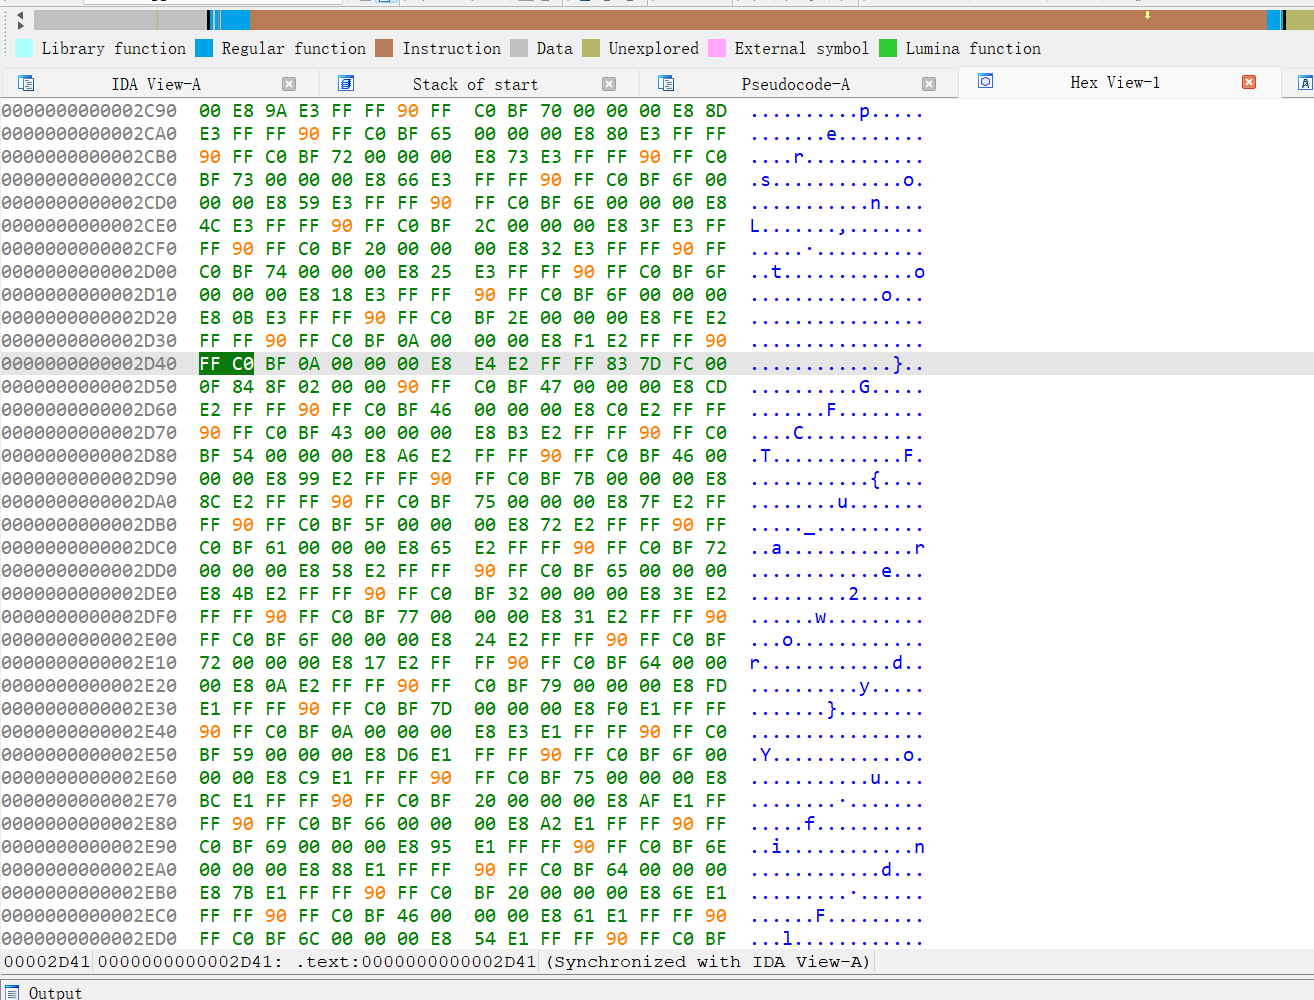 Library function Regular function Instruction Data Unexplored External symbol Lumina function
IDA View-A Stack of start Pseudocode-A Hex View-1
0000000000002C90 00 E8 9A E3 FF FF 90 FF C0 BF 70 00 00 00 E8 8D ..........p.....
0000000000002CA0 E3 FF FF 90 FF C0 BF 65 00 00 00 E8 80 E3 FF FF .......e........
0000000000002CB0 90 FF C0 BF 72 00 00 00 E8 73 E3 FF FF 90 FF C0 ....r...........
0000000000002CC0 BF 73 00 00 00 E8 66 E3 FF FF 90 FF C0 BF 6F 00 .s............o.
0000000000002CD0 00 00 E8 59 E3 FF FF 90 FF C0 BF 6E 00 00 00 E8 ...........n....
0000000000002CE0 4C E3 FF FF 90 FF C0 BF 2C 00 00 00 E8 3F E3 FF L.......,.......
0000000000002CF0 FF 90 FF C0 BF 20 00 00 00 E8 32 E3 FF FF 90 FF ..... ..........
0000000000002D00 C0 BF 74 00 00 00 E8 25 E3 FF FF 90 FF C0 BF 6F ..t............o
0000000000002D10 00 00 00 E8 18 E3 FF FF 90 FF C0 BF 6F 00 00 00 ............o...
0000000000002D20 E8 0B E3 FF FF 90 FF C0 BF 2E 00 00 00 E8 FE E2 ................
0000000000002D30 FF FF 90 FF C0 BF 0A 00 00 00 E8 F1 E2 FF FF 90 ................
0000000000002D40 FF C0 BF 0A 00 00 00 E8 E4 E2 FF FF 83 7D FC 00 .............}..
0000000000002D50 0F 84 8F 02 00 00 90 FF C0 BF 47 00 00 00 E8 CD ..........G.....
0000000000002D60 E2 FF FF 90 FF C0 BF 46 00 00 00 E8 C0 E2 FF FF .......F........
0000000000002D70 90 FF C0 BF 43 00 00 00 E8 B3 E2 FF FF 90 FF C0 ....C...........
0000000000002D80 BF 54 00 00 00 E8 A6 E2 FF FF 90 FF C0 BF 46 00 .T............F.
0000000000002D90 00 00 E8 99 E2 FF FF 90 FF C0 BF 7B 00 00 00 E8 ...........{....
0000000000002DA0 8C E2 FF FF 90 FF C0 BF 75 00 00 00 E8 7F E2 FF ........u.......
0000000000002DB0 FF 90 FF C0 BF 5F 00 00 00 E8 72 E2 FF FF 90 FF ....._..........
0000000000002DC0 C0 BF 61 00 00 00 E8 65 E2 FF FF 90 FF C0 BF 72 ..a............r
0000000000002DD0 00 00 00 E8 58 E2 FF FF 90 FF C0 BF 65 00 00 00 ............e...
0000000000002DE0 E8 4B E2 FF FF 90 FF C0 BF 32 00 00 00 E8 3E E2 .........2......
0000000000002DF0 FF FF 90 FF C0 BF 77 00 00 00 E8 31 E2 FF FF 90 ......w.........
0000000000002E00 FF C0 BF 6F 00 00 00 E8 24 E2 FF FF 90 FF C0 BF ...o............
0000000000002E10 72 00 00 00 E8 17 E2 FF FF 90 FF C0 BF 64 00 00 r............d..
0000000000002E20 00 E8 0A E2 FF FF 90 FF C0 BF 79 00 00 00 E8 FD ..........y.....
0000000000002E30 E1 FF FF 90 FF C0 BF 7D 00 00 00 E8 F0 E1 FF FF .......}........
0000000000002E40 90 FF C0 BF 0A 00 00 00 E8 E3 E1 FF FF 90 FF C0 ................
0000000000002E50 BF 59 00 00 00 E8 D6 E1 FF FF 90 FF C0 BF 6F 00 .Y............o.
0000000000002E60 00 00 E8 C9 E1 FF FF 90 FF C0 BF 75 00 00 00 E8 ...........u....
0000000000002E70 BC E1 FF FF 90 FF C0 BF 20 00 00 00 E8 AF E1 FF ........ .......
0000000000002E80 FF 90 FF C0 BF 66 00 00 00 E8 A2 E1 FF FF 90 FF .....f..........
0000000000002E90 C0 BF 69 00 00 00 E8 95 E1 FF FF 90 FF C0 BF 6E ..i............n
0000000000002EA0 00 00 00 E8 88 E1 FF FF 90 FF C0 BF 64 00 00 00 ............d...
0000000000002EB0 E8 7B E1 FF FF 90 FF C0 BF 20 00 00 00 E8 6E E1 ......... ......
0000000000002EC0 FF FF 90 FF C0 BF 46 00 00 00 E8 61 E1 FF FF 90 ......F.........
0000000000002ED0 FF C0 BF 6C 00 00 00 E8 54 E1 FF FF 90 FF C0 BF ...l............
00002D41 0000000000002D41: .text:0000000000002D41 (Synchronized with IDA View-A)
Output